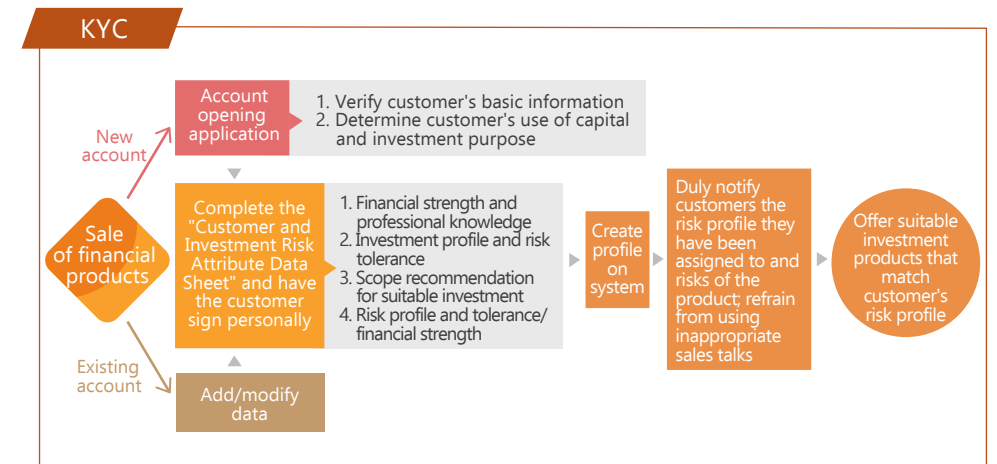 KYC
New
account
Sale
of financial
products
Existing
account
Account
opening
application
1. Verify customer's basic information
2. Determine customer's use of capital
and investment purpose
Complete the
"Customer and
Investment Risk
Attribute Data
Sheet" and have
the customer
sign personally
1. Financial strength and
professional knowledge
2. Investment profile and risk
tolerance
3. Scope recommendation
for suitable investment
4. Risk profile and tolerance/
financial strength
Add/modify
data
Create
profile
on
system
Duly notify
customers the
risk profile they
have been
assigned to and
risks of the
product; refrain
from using
inappropriate
sales talks
Offer suitable
investment
products that
match
customer's
risk profile